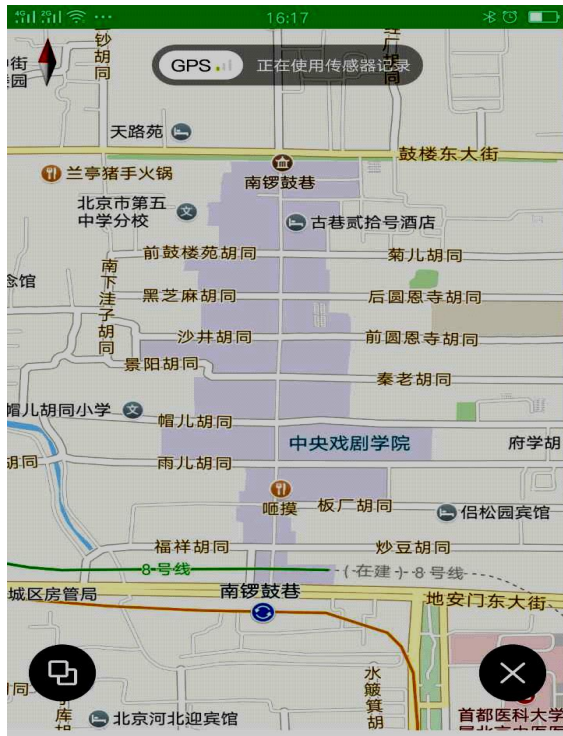 4G 2G 16:17
钞胡同
街
GPS 正在使用传感器记录
天路苑
鼓楼东大街
兰亭猪手火锅
南锣鼓巷
北京市第五
中学分校
古巷贰拾号酒店
前鼓楼苑胡同
菊儿胡同
南下洼子胡同
念馆
黑芝麻胡同
后圆恩寺胡同
沙井胡同
前圆恩寺胡同
景阳胡同
秦老胡同
帽儿胡同小学
帽儿胡同
中央戏剧学院
府学胡
胡同
雨儿胡同
咂摸
板厂胡同
侣松园宾馆
福祥胡同
炒豆胡同
8号线
(在建)8号线
城区房管局
南锣鼓巷
地安门东大街
水簸箕胡
同
库
北京河北迎宾馆
首都医科大学